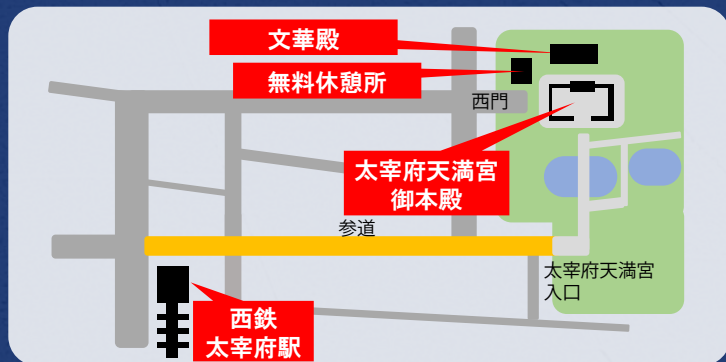 文華殿
無料休憩所
西門
太宰府天満宮
御本殿
参道
太宰府天満宮
入口
西鉄
太宰府駅